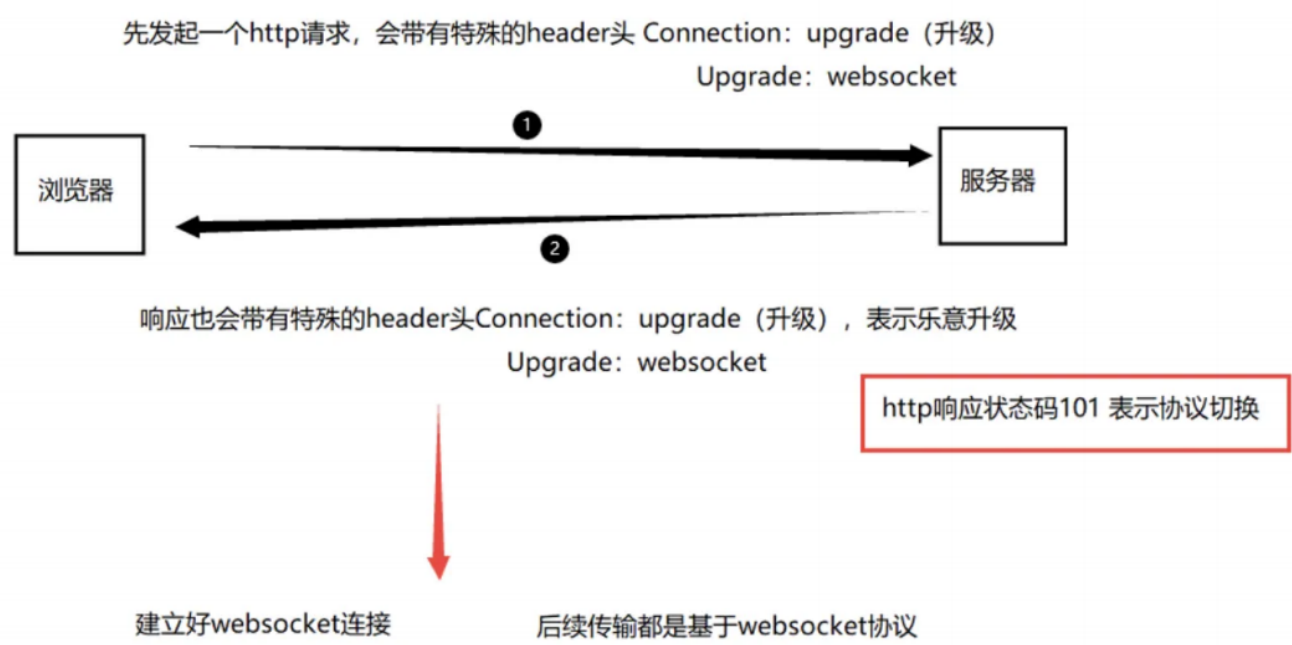 先发起一个http请求，会带有特殊的header头 Connection：upgrade（升级）
Upgrade：websocket
1
浏览器
服务器
2
响应也会带有特殊的header头Connection：upgrade（升级），表示乐意升级
Upgrade：websocket
http响应状态码101 表示协议切换
建立好websocket连接
后续传输都是基于websocket协议